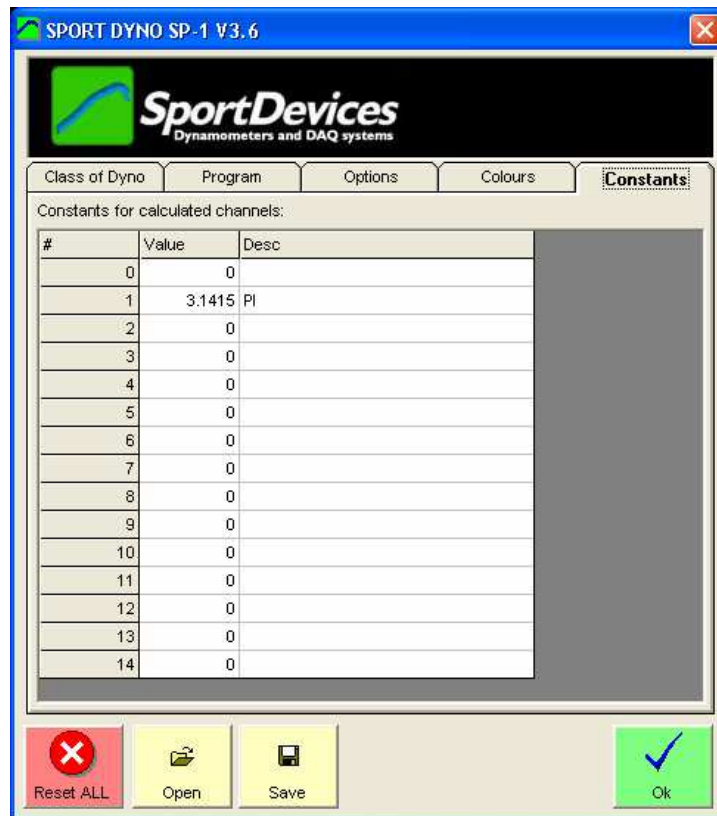 SPORT DYNO SP-1 V3.6
SportDevices
Dynamometers and DAQ systems
Class of Dyno Program Options Colours Constants
Constants for calculated channels:
# Value Desc
0 0
1 3.1415 PI
2 0
3 0
4 0
5 0
6 0
7 0
8 0
9 0
10 0
11 0
12 0
13 0
14 0
Reset ALL Open Save Ok